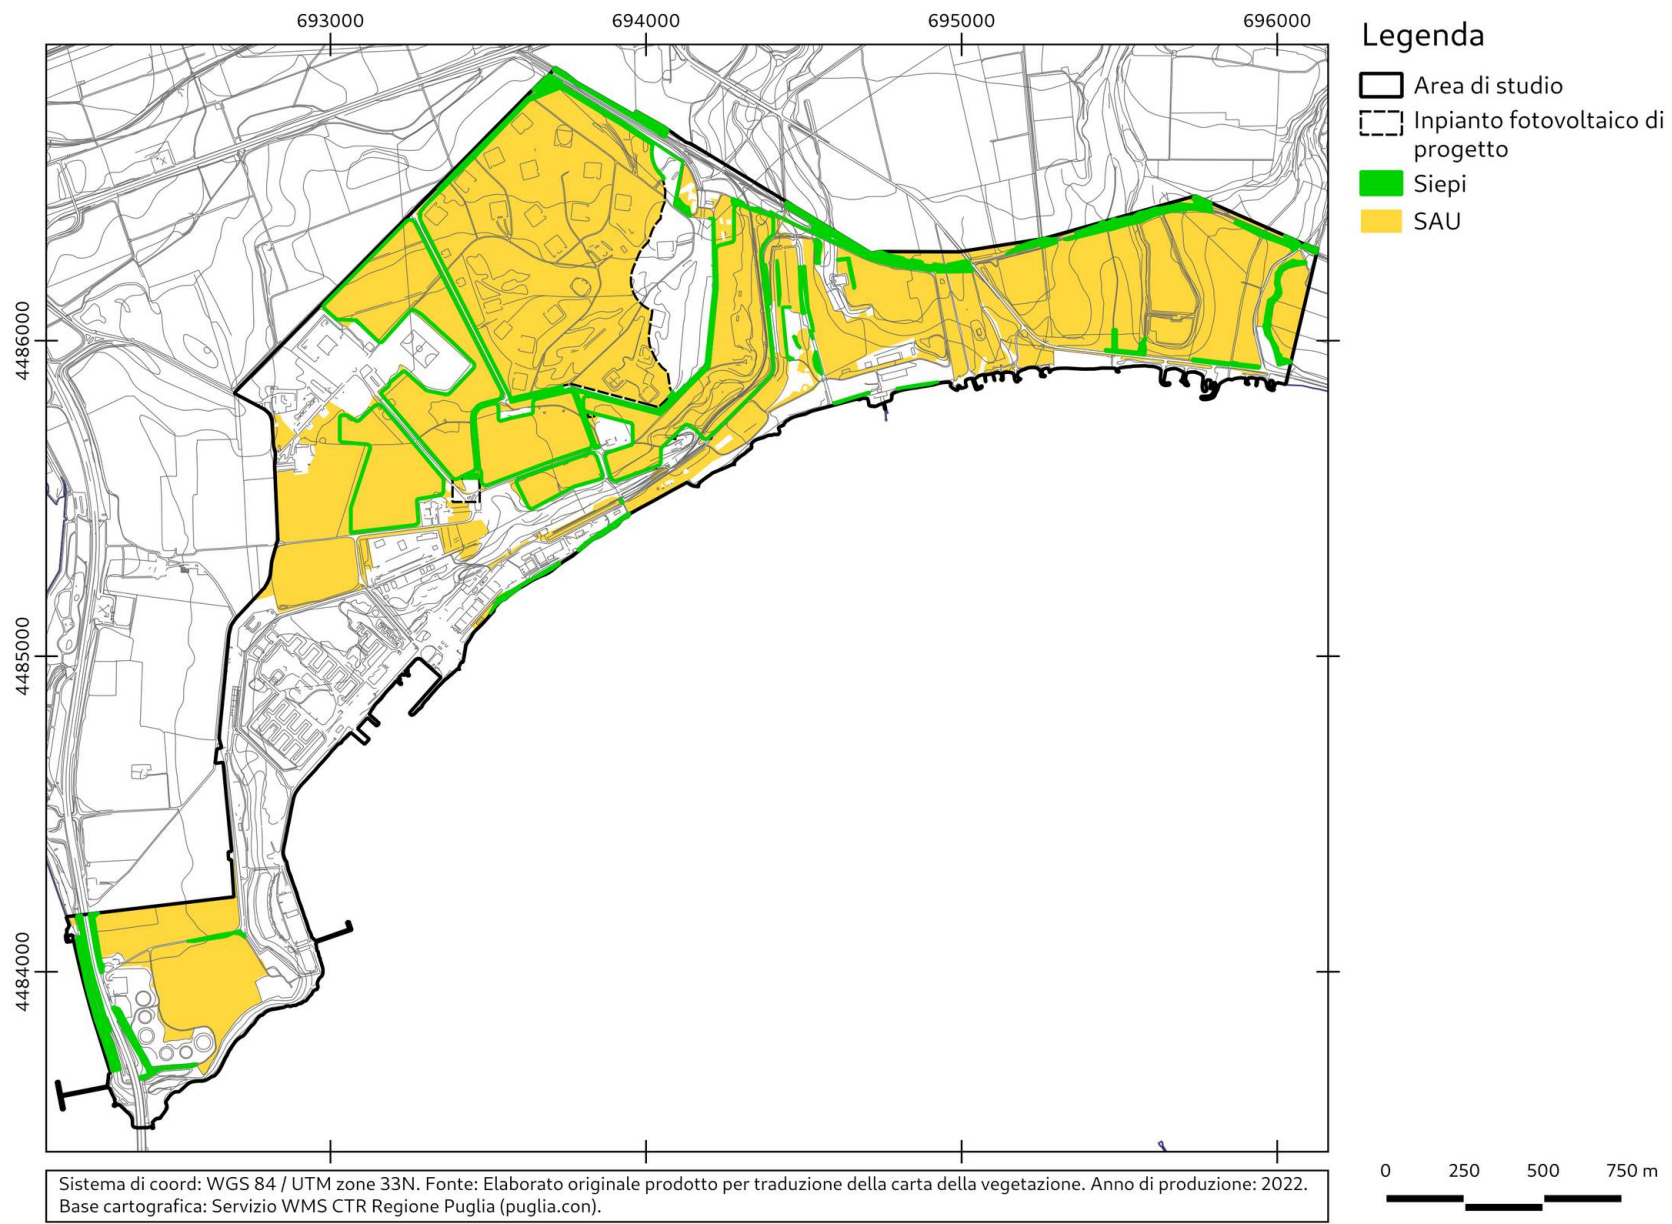 693000 694000 695000 696000
Legenda
Area di studio
Inpianto fotovoltaico di
progetto
Siepi
SAU
4486000
4485000
4484000
0 250 500 750 m
Sistema di coord: WGS 84 / UTM zone 33N. Fonte: Elaborato originale prodotto per traduzione della carta della vegetazione. Anno di produzione: 2022.
Base cartografica: Servizio WMS CTR Regione Puglia (puglia.con).